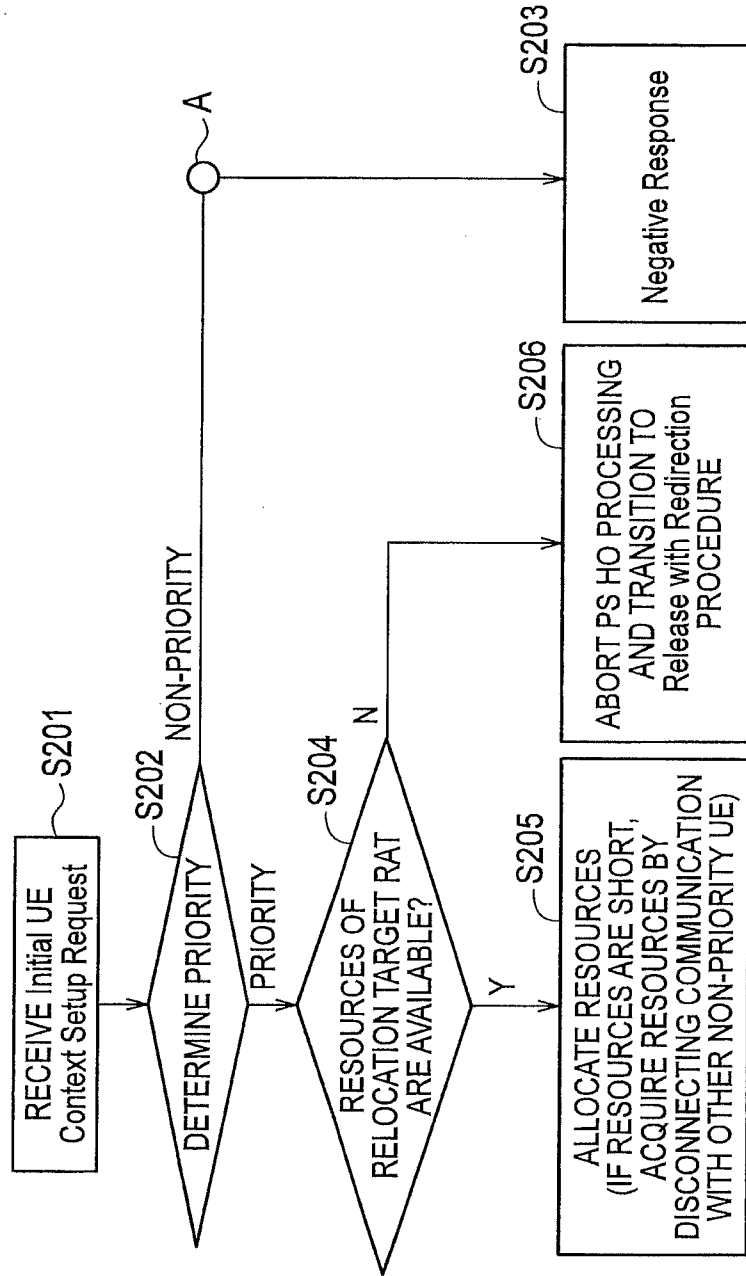 S201
RECEIVE Initial UE
Context Setup Request
S202
DETERMINE PRIORITY
NON-PRIORITY
A
PRIORITY
S204
RESOURCES OF
RELOCATION TARGET RAT
ARE AVAILABLE?
N
Y
S205
ALLOCATE RESOURCES
(IF RESOURCES ARE SHORT,
ACQUIRE RESOURCES BY
DISCONNECTING COMMUNICATION
WITH OTHER NON-PRIORITY UE)
S206
ABORT PS HO PROCESSING
AND TRANSITION TO
Release with Redirection
PROCEDURE
S203
Negative Response